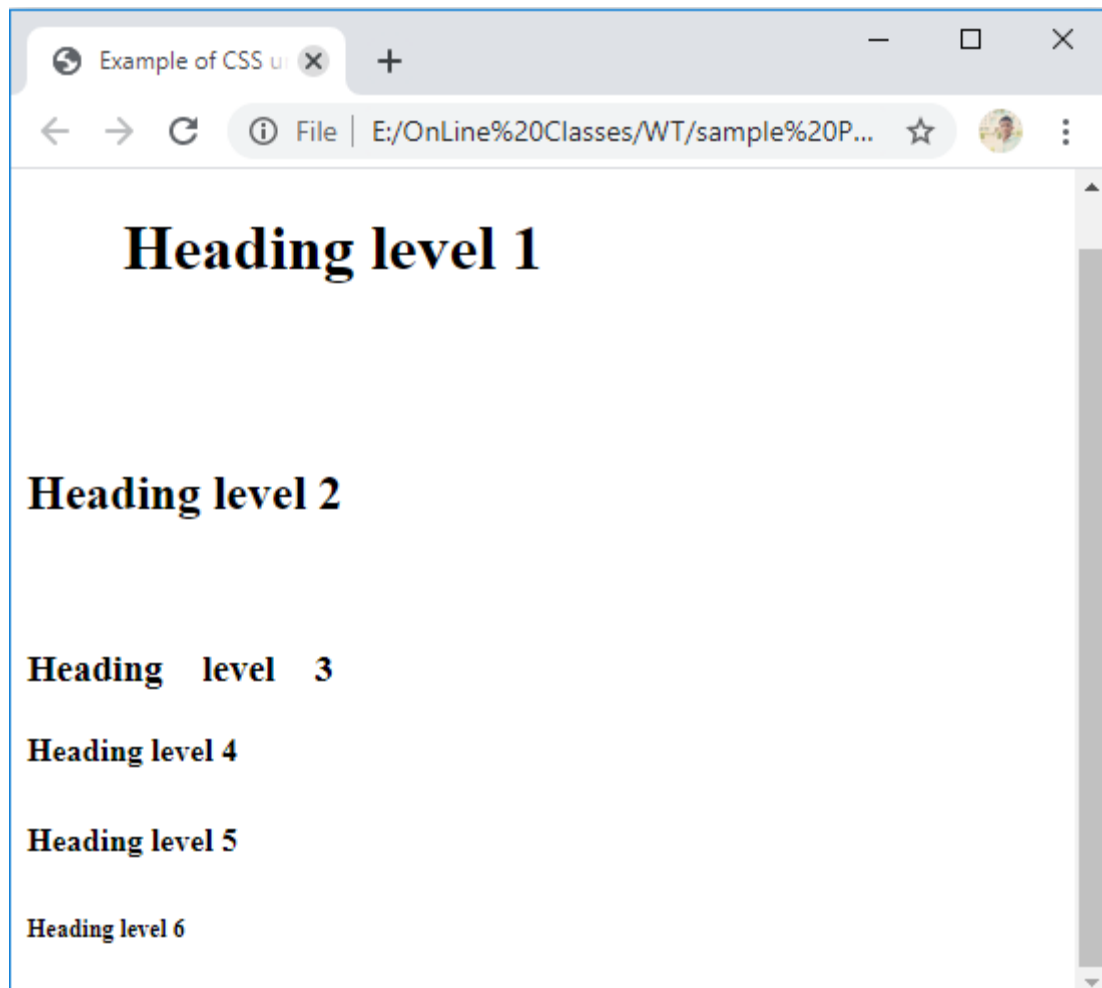 Example of CSS u
File | E:/OnLine%20Classes/WT/sample%20P...
Heading level 1
Heading level 2
Heading level 3
Heading level 4
Heading level 5
Heading level 6